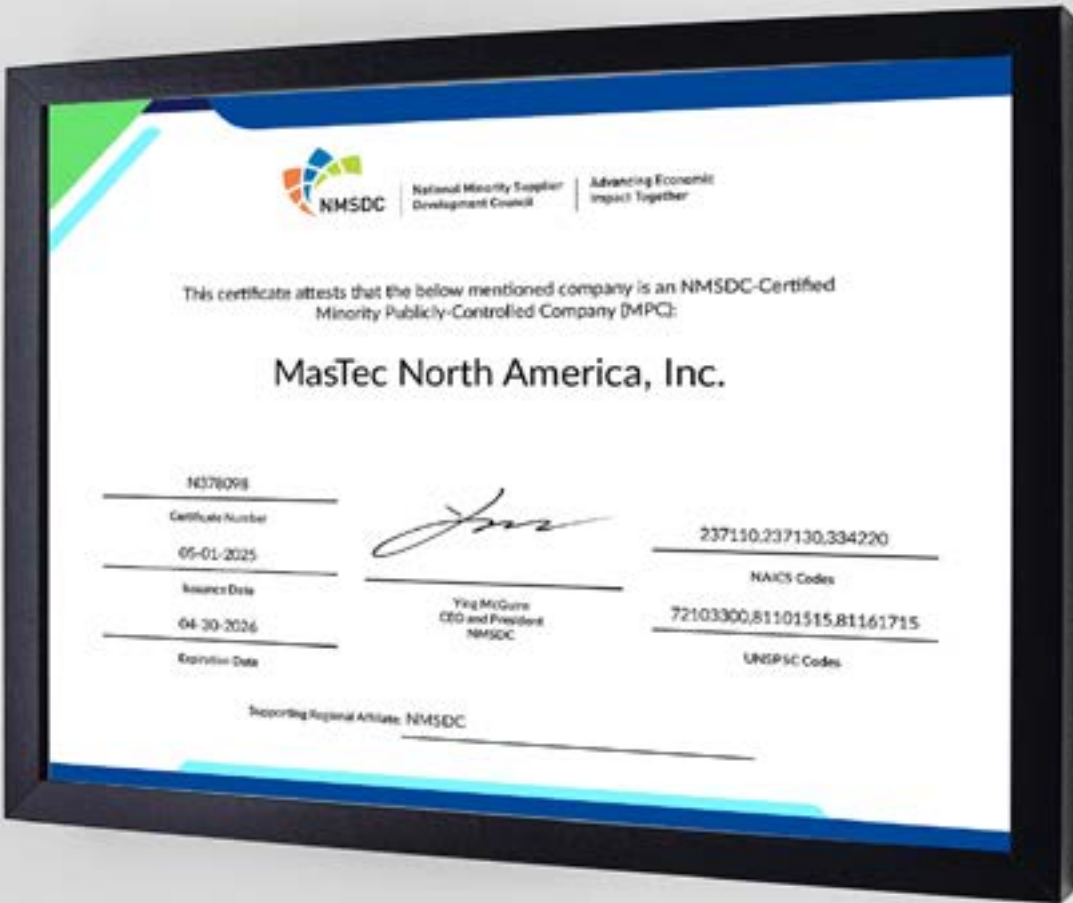 NMSDC
National Minority Supplier
Development Council
Advancing Economic
Impact Together
This certificate attests that the below mentioned company is an NMSDC-Certified
Minority Publicly-Controlled Company (MPC):
MasTec North America, Inc.
N378098
Certificate Number
05-01-2025
Issuance Date
04-30-2026
Expiration Date
Ying McGuire
CEO and President
NMSDC
237110,237130,334220
NAICS Codes
72103300,81101515,81161715
UNSPSC Codes
Supporting Regional Affiliate: NMSDC